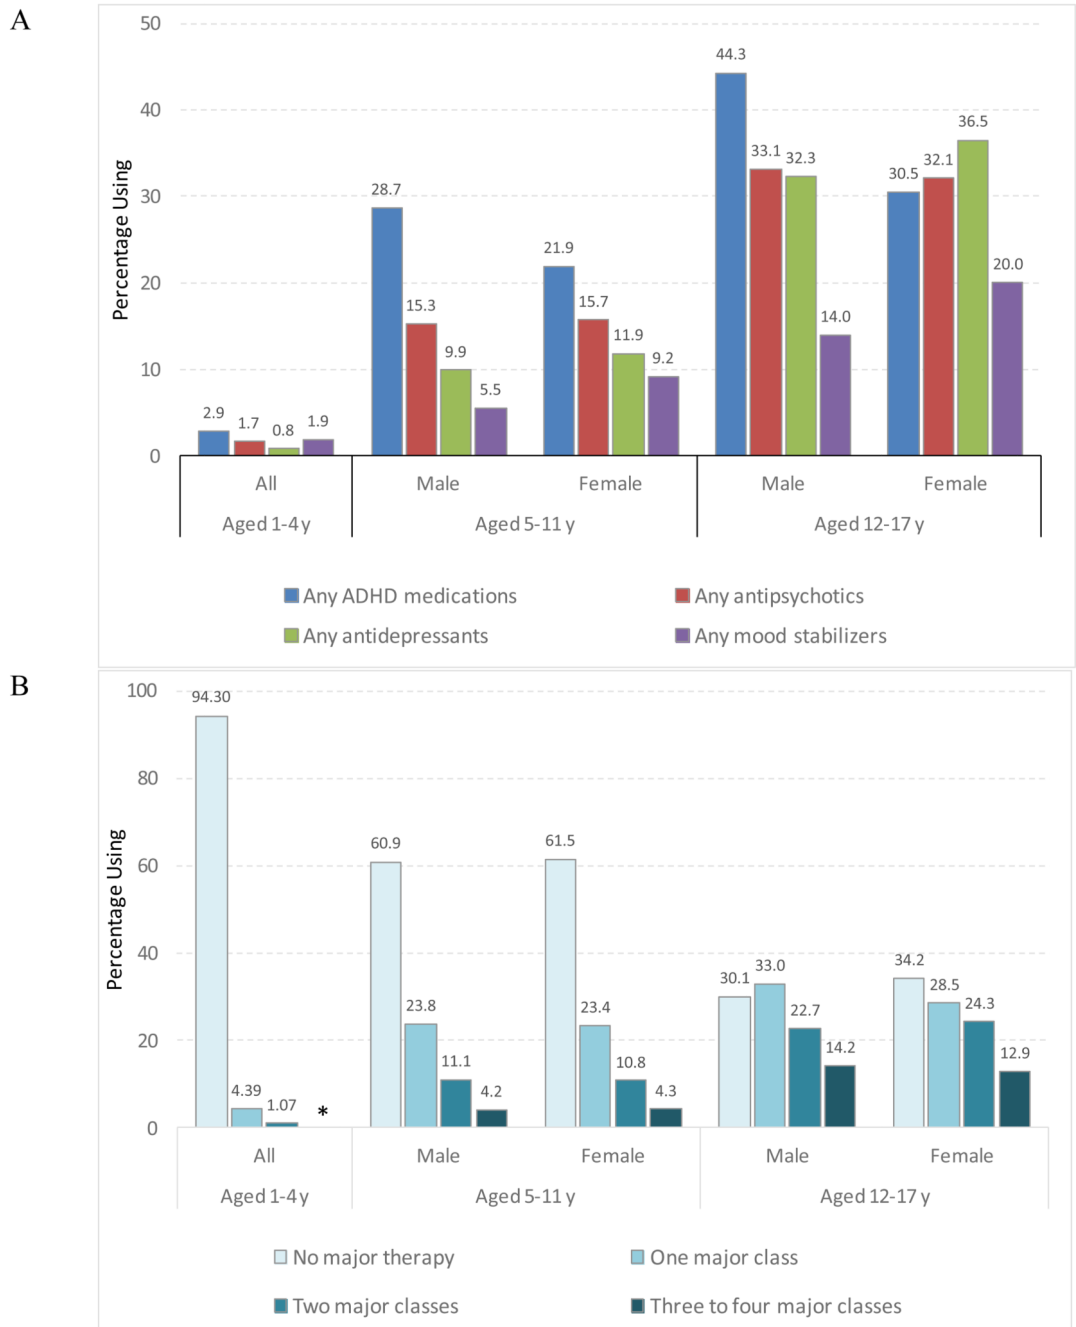 A
50
40
30
20
10
0
Percentage Using
2.9 1.7 0.8 1.9
28.7 15.3 9.9 5.5
21.9 15.7 11.9 9.2
44.3 33.1 32.3 14.0
30.5 32.1 36.5 20.0
All Male Female Male Female
Aged 1-4 y Aged 5-11 y Aged 12-17 y
Any ADHD medications Any antipsychotics
Any antidepressants Any mood stabilizers
B
100
80
60
40
20
0
Percentage Using
94.30 4.39 1.07 *
60.9 23.8 11.1 4.2
61.5 23.4 10.8 4.3
30.1 33.0 22.7 14.2
34.2 28.5 24.3 12.9
All Male Female Male Female
Aged 1-4 y Aged 5-11 y Aged 12-17 y
No major therapy One major class
Two major classes Three to four major classes